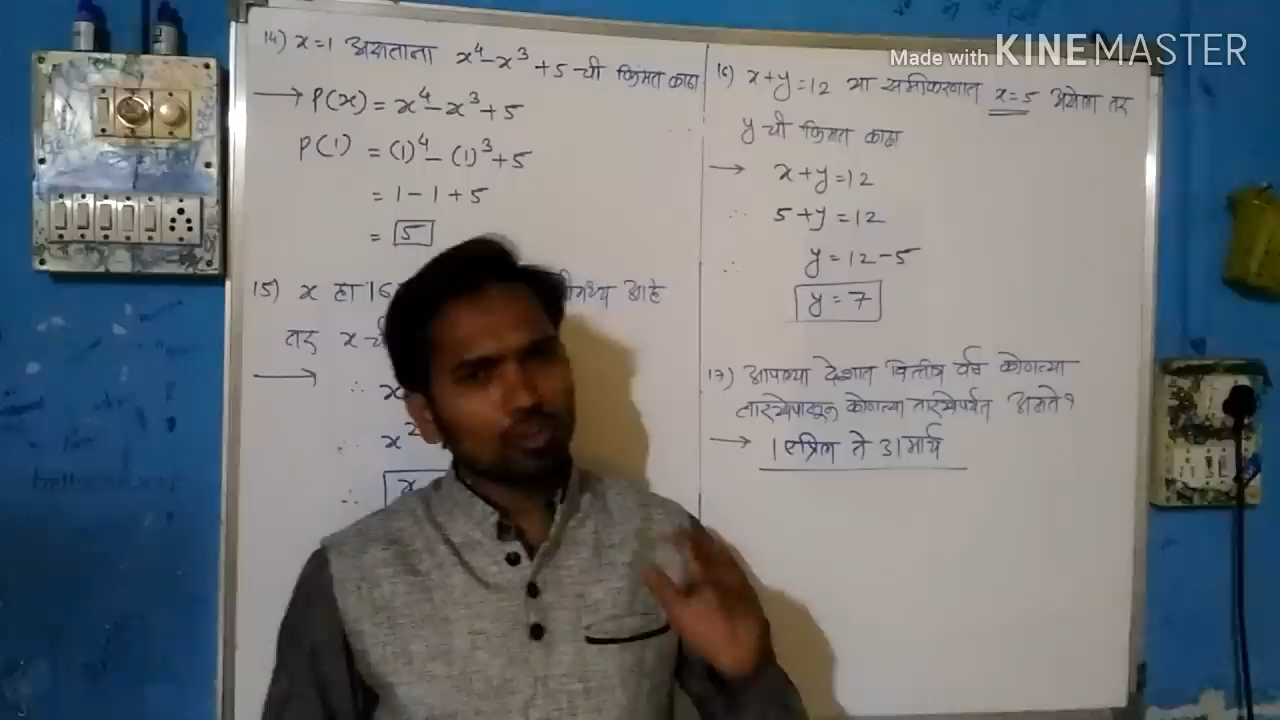 14) x=1 असताना x⁴-x³+5 ची किंमत काढा
→ P(x) = x⁴-x³+5
P(1) = (1)⁴-(1)³+5
= 1-1+5
= 5
15) x हा 16 आहे
तर x ची
→ ∴ x
∴ x²
∴ x
Made with KINEMASTER
16) x+y=12 या समीकरणात x=5 असेल तर
y ची किंमत काढा
→ x+y=12
∴ 5+y=12
∴ y=12-5
y=7
17) आपल्या देशात वित्तीय वर्ष कोणत्या
तारखेपासून कोणत्या तारखेपर्यंत असते?
→ 1 एप्रिल ते 31 मार्च